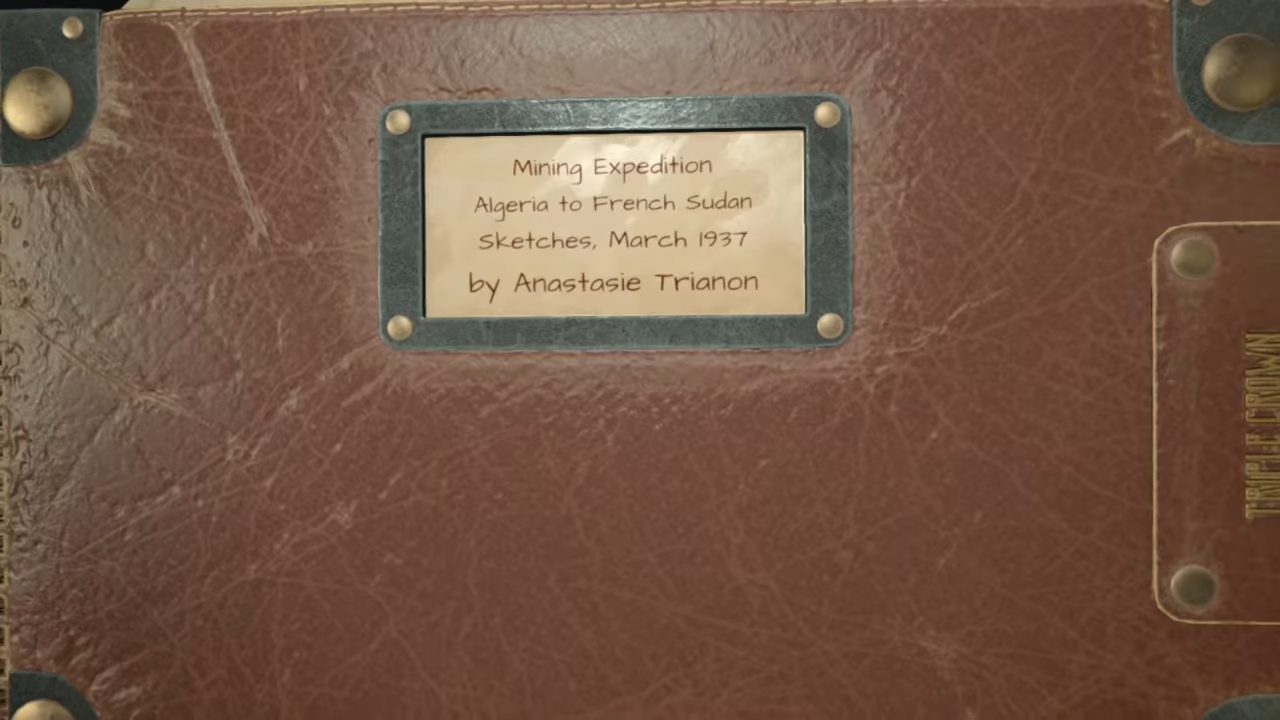 Mining Expedition
Algeria to French Sudan
Sketches, March 1937
by Anastasie Trianon
TRIPLE CROWN